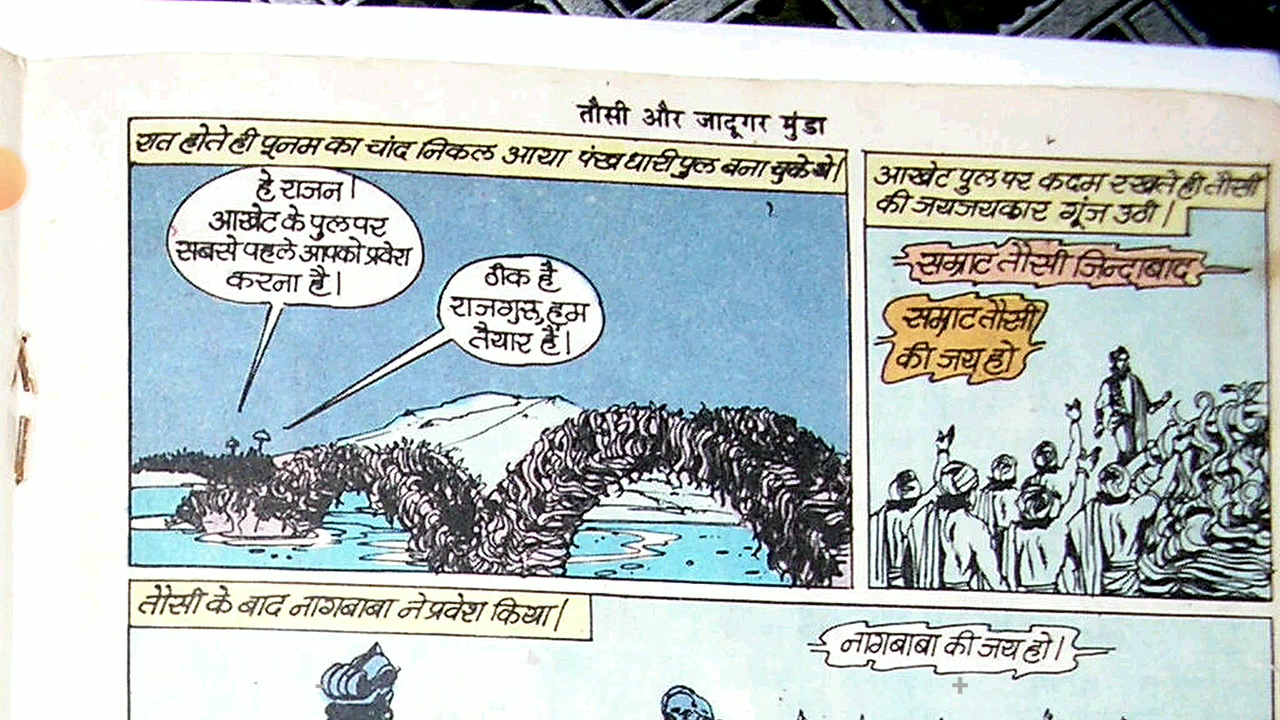 तौसी और जादूगर मुंडा
रात होते ही पूनम का चांद निकल आया पंखधारी पुल बना चुके थे।
हे राजन।
आखेट के पुल पर
सबसे पहले आपको प्रवेश
करना है।
ठीक है
राजगुरू, हम
तैयार हैं।
आखेट पुल पर कदम रखते ही तौसी
की जयजयकार गूंज उठी।
सम्राट तौसी जिन्दाबाद
सम्राट तौसी
की जय हो
तौसी के बाद नागबाबा ने प्रवेश किया।
नागबाबा की जय हो।